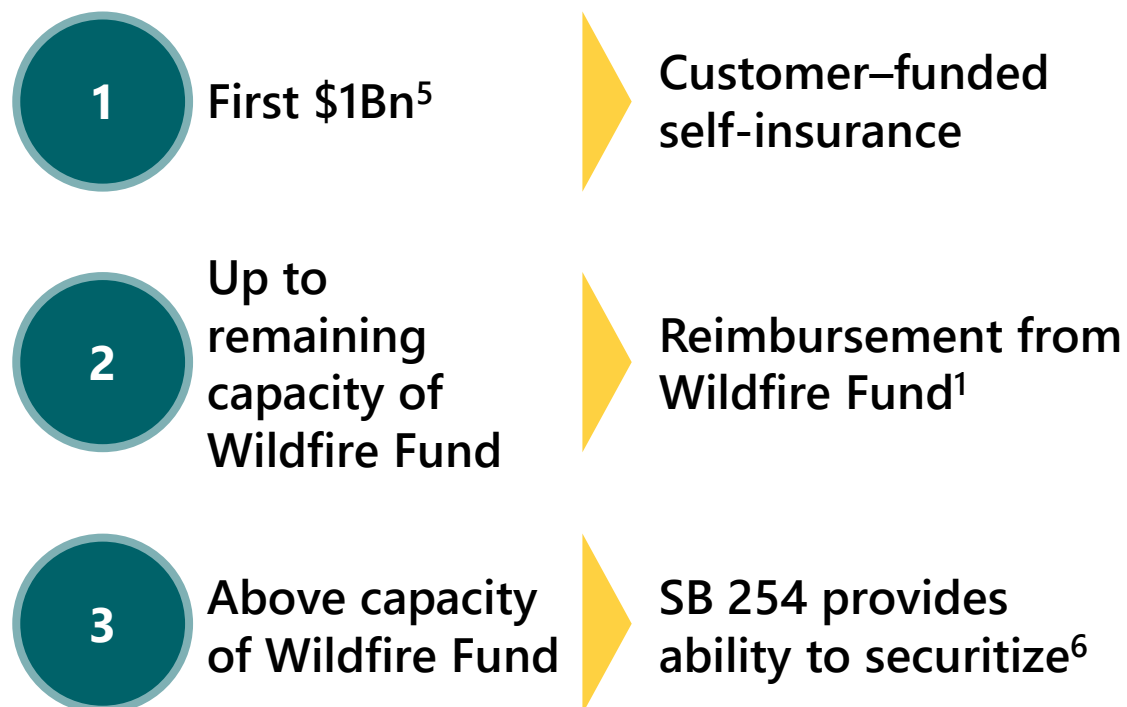 1
First $1Bn⁵
Customer–funded
self-insurance
2
Up to
remaining
capacity of
Wildfire Fund
Reimbursement from
Wildfire Fund¹
3
Above capacity
of Wildfire Fund
SB 254 provides
ability to securitize⁶